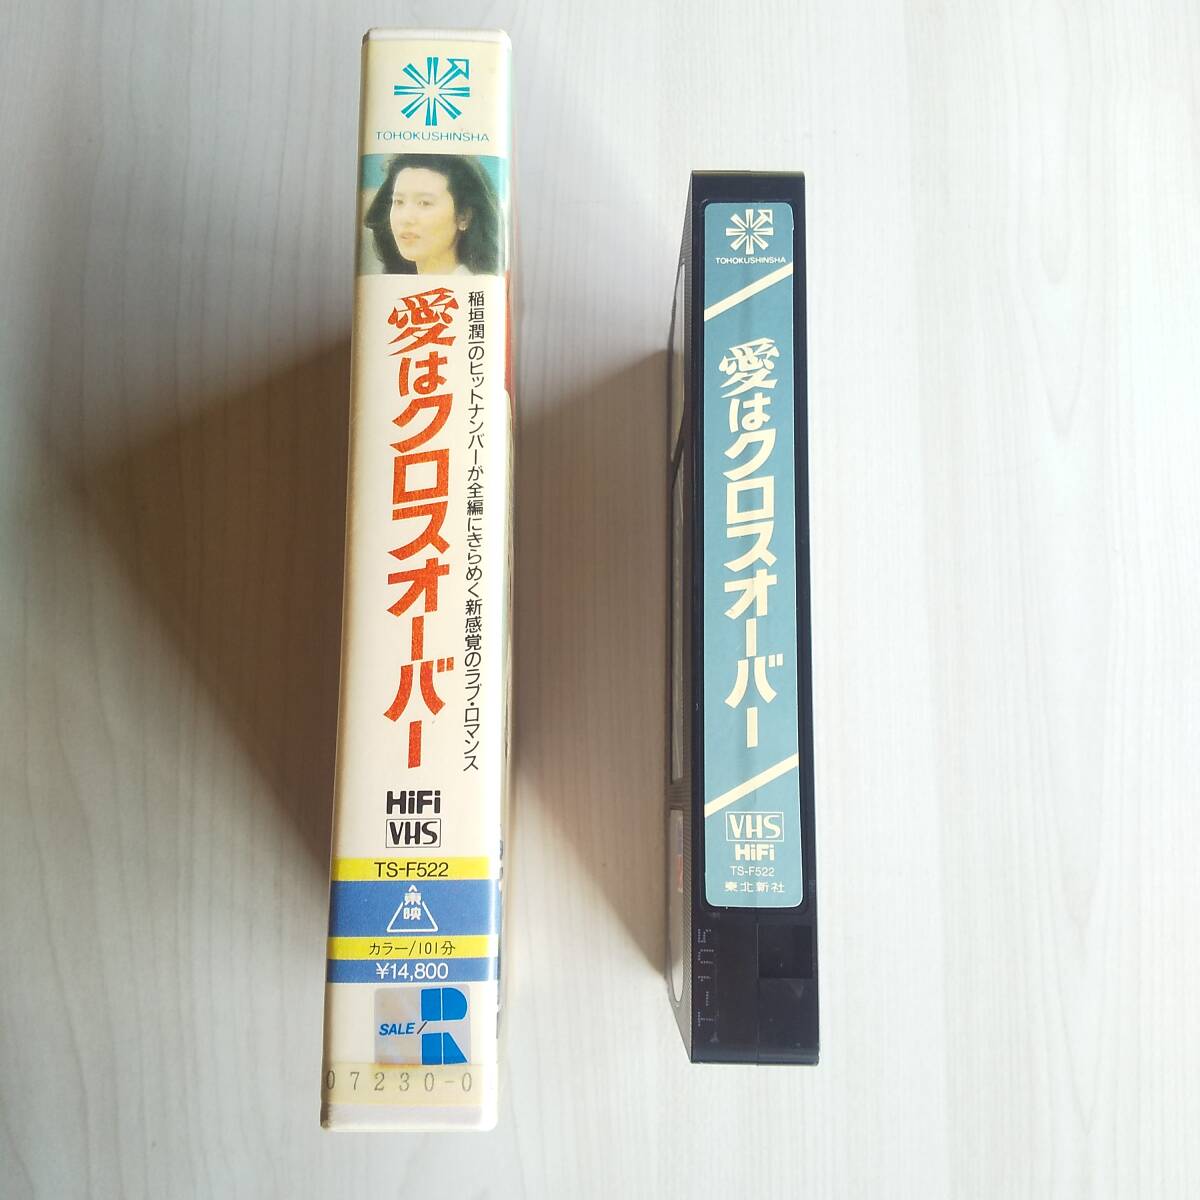 TOHOKUSHINSHA
稲垣潤一のヒットナンバーが全編にきらめく新感覚のラブ・ロマンス
愛はクロスオーバー
HiFi
VHS
TS-F522
東映
カラー/101分
¥14,800
SALE/R
07230-0
TOHOKUSHINSHA
愛はクロスオーバー
VHS
HiFi
TS-F522
東北新社